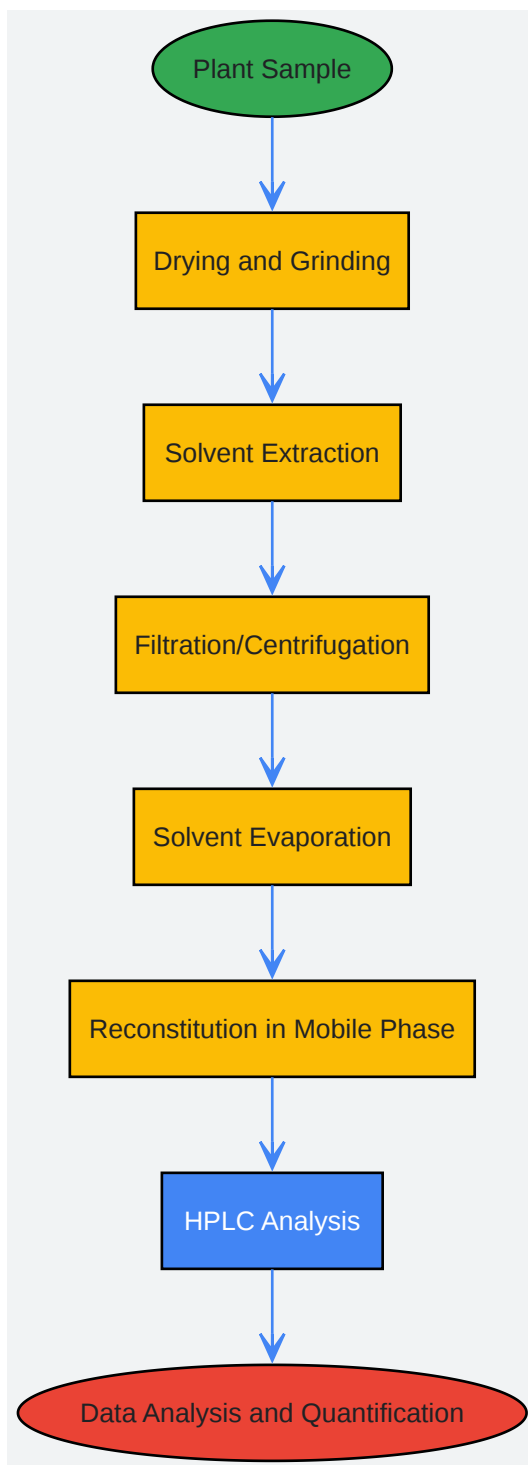 Plant Sample
Drying and Grinding
Solvent Extraction
Filtration/Centrifugation
Solvent Evaporation
Reconstitution in Mobile Phase
HPLC Analysis
Data Analysis and Quantification